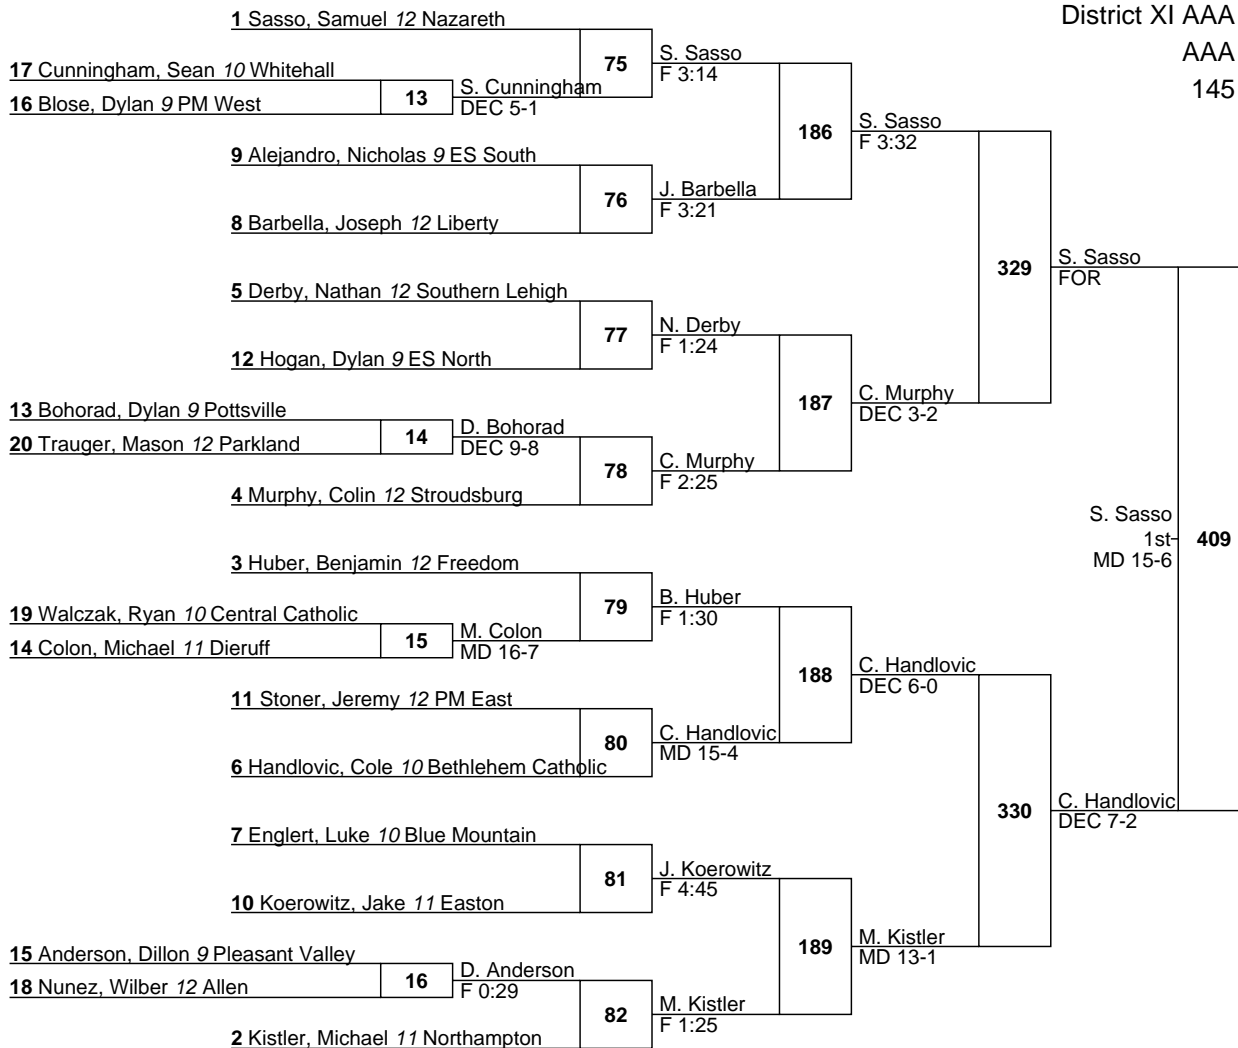 District XI AAA
AAA
145
1 Sasso, Samuel 12 Nazareth
75
S. Sasso
F 3:14
17 Cunningham, Sean 10 Whitehall
13
S. Cunningham
DEC 5-1
16 Blose, Dylan 9 PM West
186
S. Sasso
F 3:32
9 Alejandro, Nicholas 9 ES South
76
J. Barbella
F 3:21
8 Barbella, Joseph 12 Liberty
329
S. Sasso
FOR
5 Derby, Nathan 12 Southern Lehigh
77
N. Derby
F 1:24
12 Hogan, Dylan 9 ES North
187
C. Murphy
DEC 3-2
13 Bohorad, Dylan 9 Pottsville
14
D. Bohorad
DEC 9-8
20 Trauger, Mason 12 Parkland
78
C. Murphy
F 2:25
4 Murphy, Colin 12 Stroudsburg
S. Sasso
1st
MD 15-6
409
3 Huber, Benjamin 12 Freedom
79
B. Huber
F 1:30
19 Walczak, Ryan 10 Central Catholic
15
M. Colon
MD 16-7
14 Colon, Michael 11 Dieruff
188
C. Handlovic
DEC 6-0
11 Stoner, Jeremy 12 PM East
80
C. Handlovic
MD 15-4
6 Handlovic, Cole 10 Bethlehem Catholic
330
C. Handlovic
DEC 7-2
7 Englert, Luke 10 Blue Mountain
81
J. Koerowitz
F 4:45
10 Koerowitz, Jake 11 Easton
189
M. Kistler
MD 13-1
15 Anderson, Dillon 9 Pleasant Valley
16
D. Anderson
F 0:29
18 Nunez, Wilber 12 Allen
82
M. Kistler
F 1:25
2 Kistler, Michael 11 Northampton